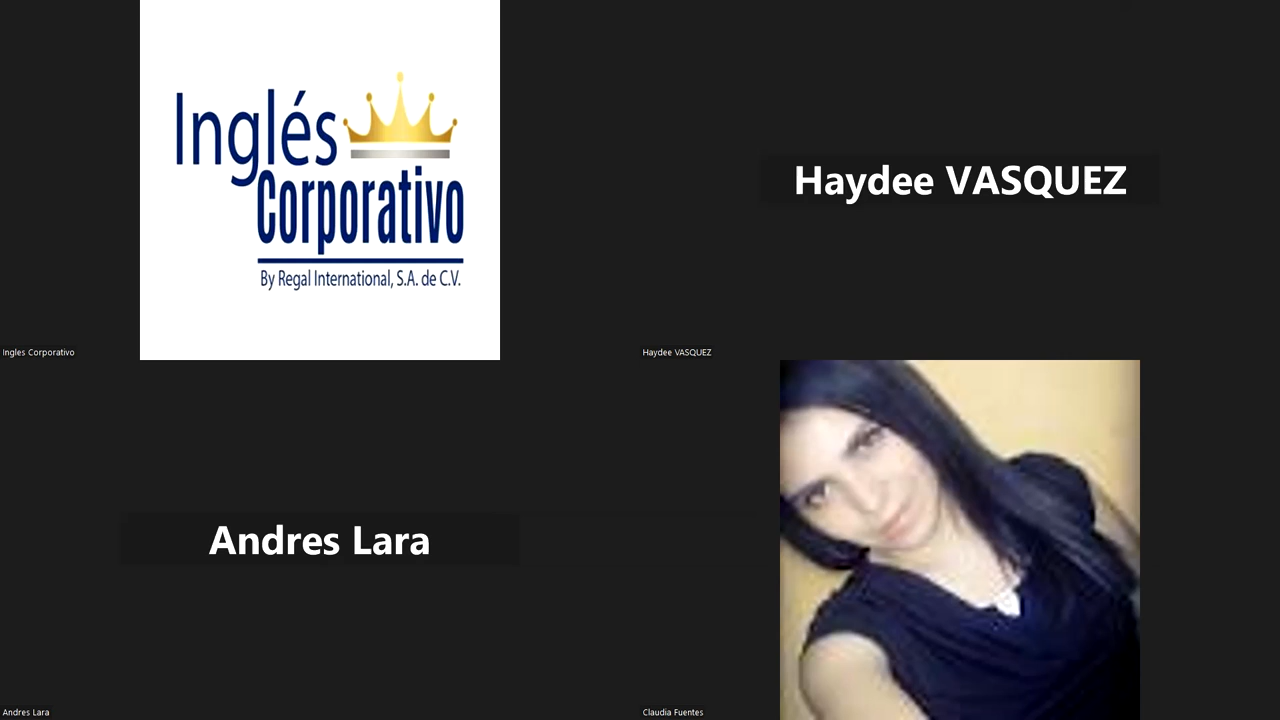 Inglés
Corporativo
By Regal International, S.A. de C.V.
Ingles Corporativo
Haydee VASQUEZ
Haydee VASQUEZ
Andres Lara
Andres Lara
Claudia Fuentes